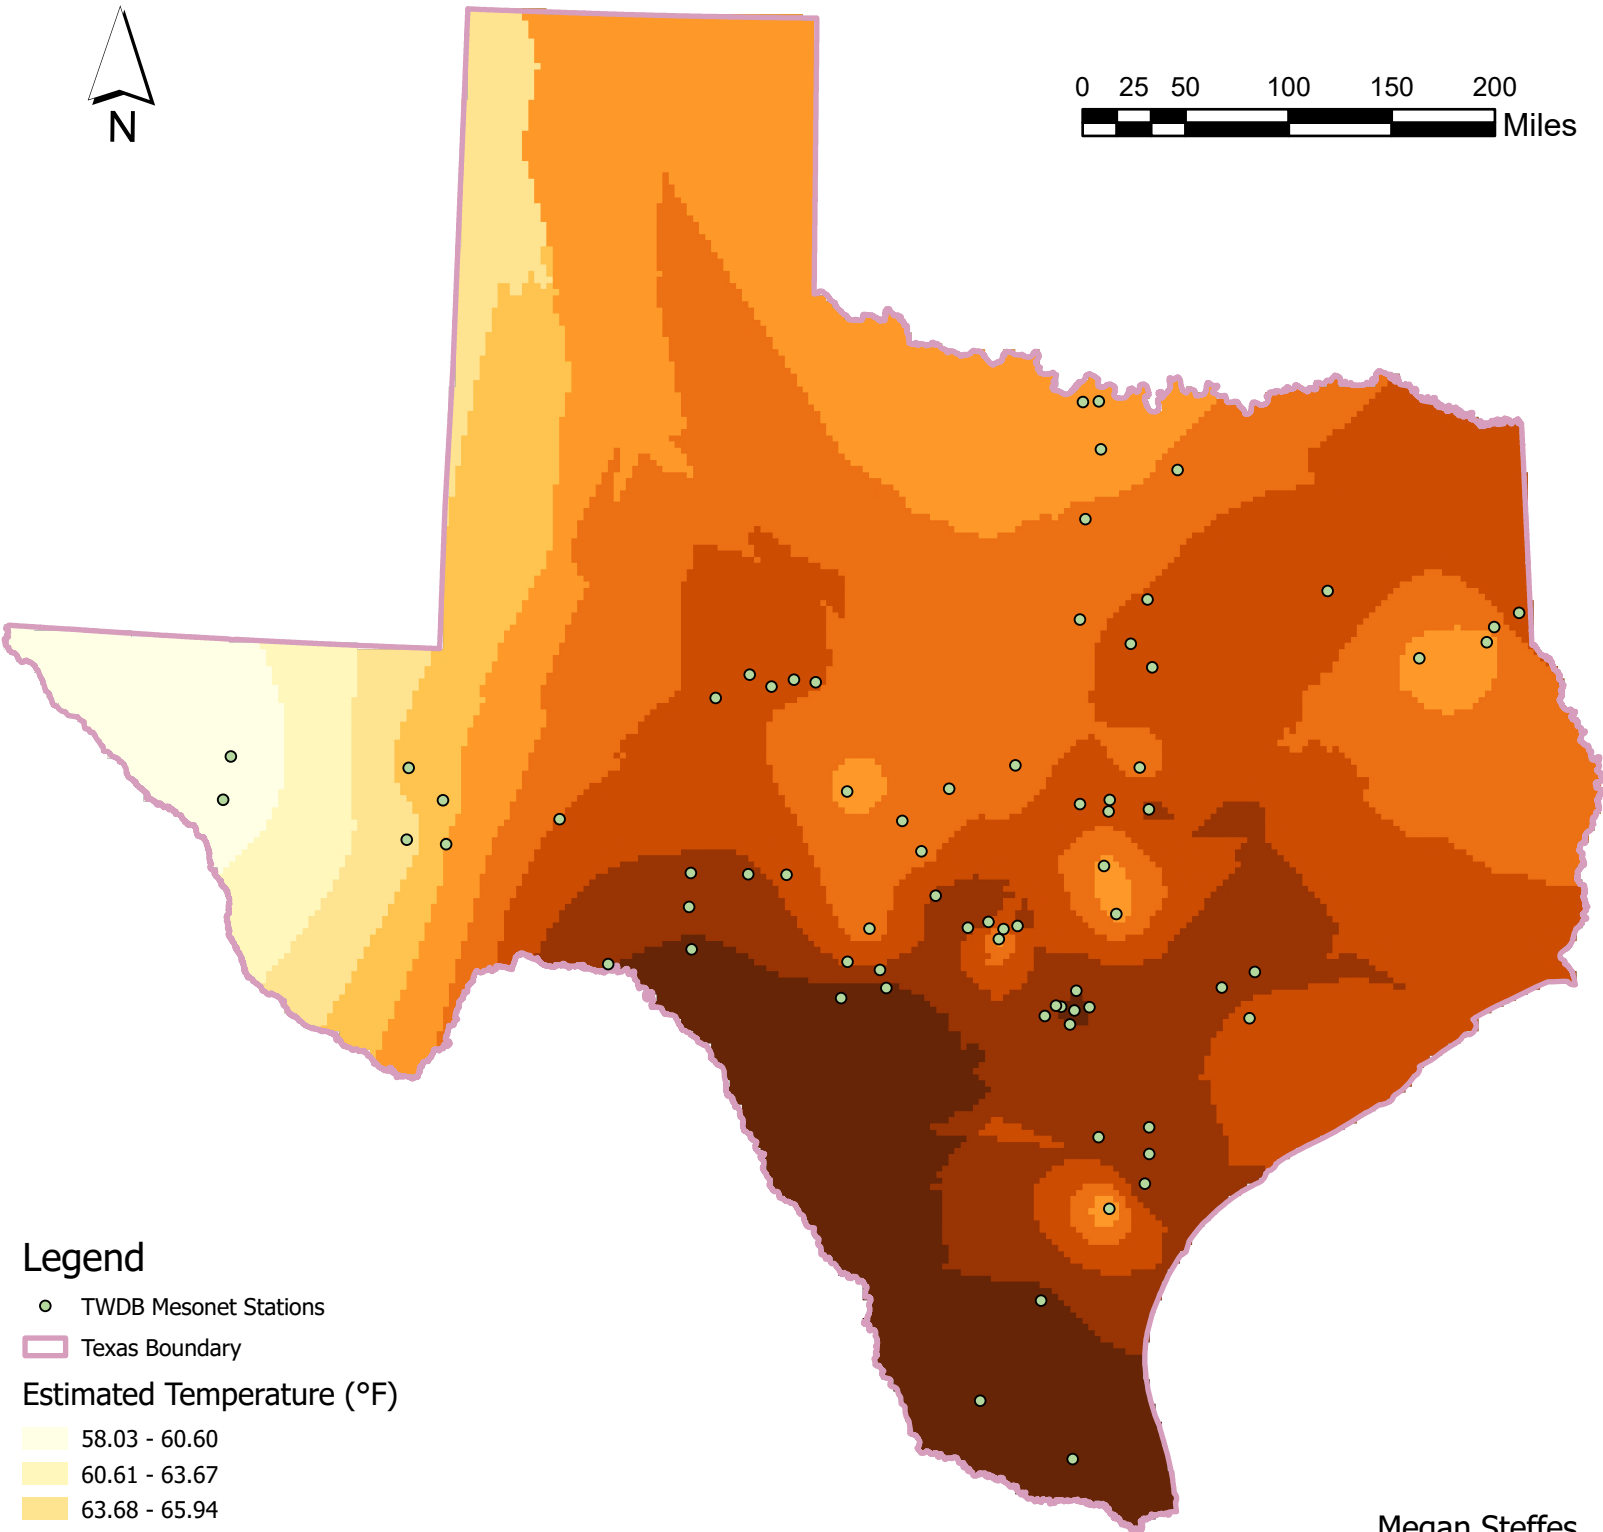 N
0 25 50 100 150 200
Miles
Legend
TWDB Mesonet Stations
Texas Boundary
Estimated Temperature (°F)
58.03 - 60.60
60.61 - 63.67
63.68 - 65.94
Megan Steffes